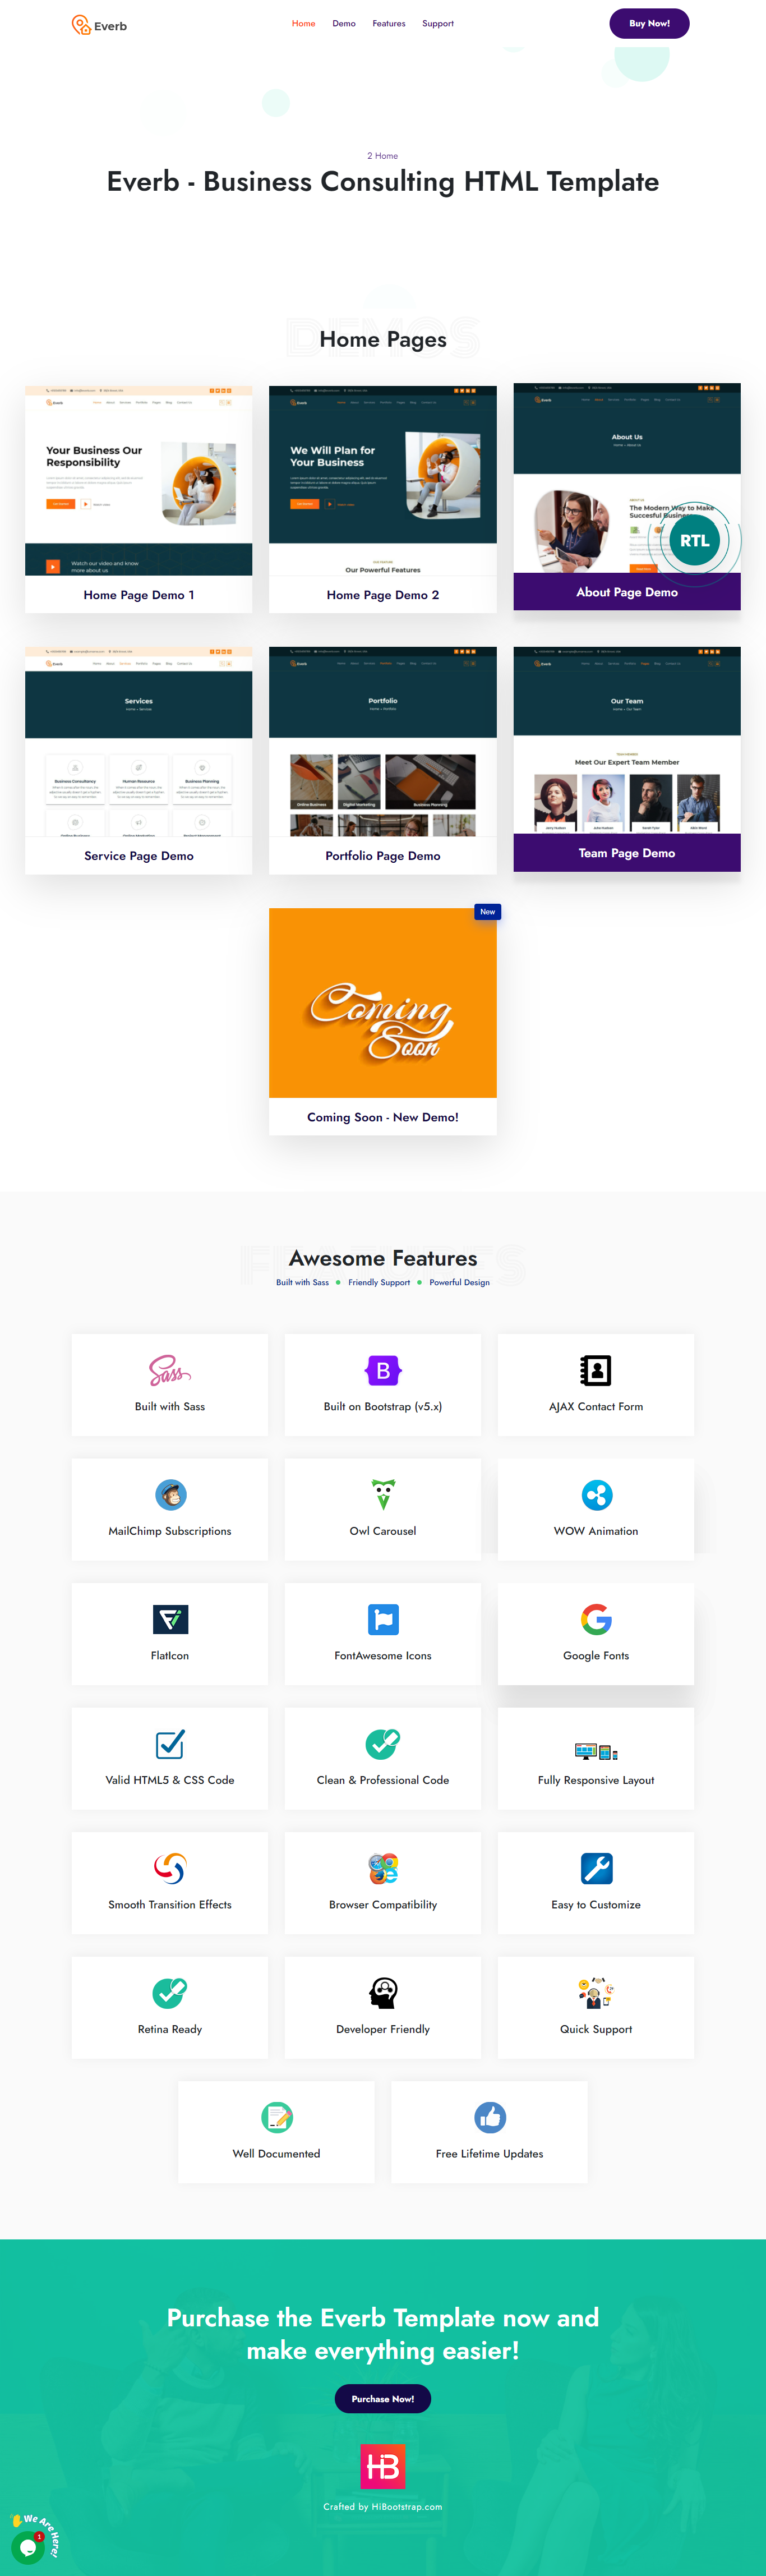 Everb
Home Demo Features Support
Buy Now!
2 Home
Everb - Business Consulting HTML Template
DEMOS
Home Pages
Everb
Your Business Our
Responsibility
Watch our video and know
more about us
Home Page Demo 1
Everb
We Will Plan for
Your Business
Our Powerful Features
Home Page Demo 2
Everb
About Us
The Modern Way to Make
Succesful Business
RTL
About Page Demo
Everb
Services
Business Consultancy Human Resource Business Planning
Service Page Demo
Everb
Portfolio
Online Business Digital Marketing Business Planning
Portfolio Page Demo
Everb
Our Team
Meet Our Expert Team Member
Team Page Demo
New
Coming
Soon
Coming Soon - New Demo!
FEATURES
Awesome Features
Built with Sass Friendly Support Powerful Design
Sass
Built with Sass
B
Built on Bootstrap (v5.x)
AJAX Contact Form
MailChimp Subscriptions
Owl Carousel
WOW Animation
FlatIcon
FontAwesome Icons
Google Fonts
Valid HTML5 & CSS Code
Clean & Professional Code
Fully Responsive Layout
Smooth Transition Effects
Browser Compatibility
Easy to Customize
Retina Ready
Developer Friendly
Quick Support
Well Documented
Free Lifetime Updates
Purchase the Everb Template now and
make everything easier!
Purchase Now!
HiB
Crafted by HiBootstrap.com
We Are Here!
1